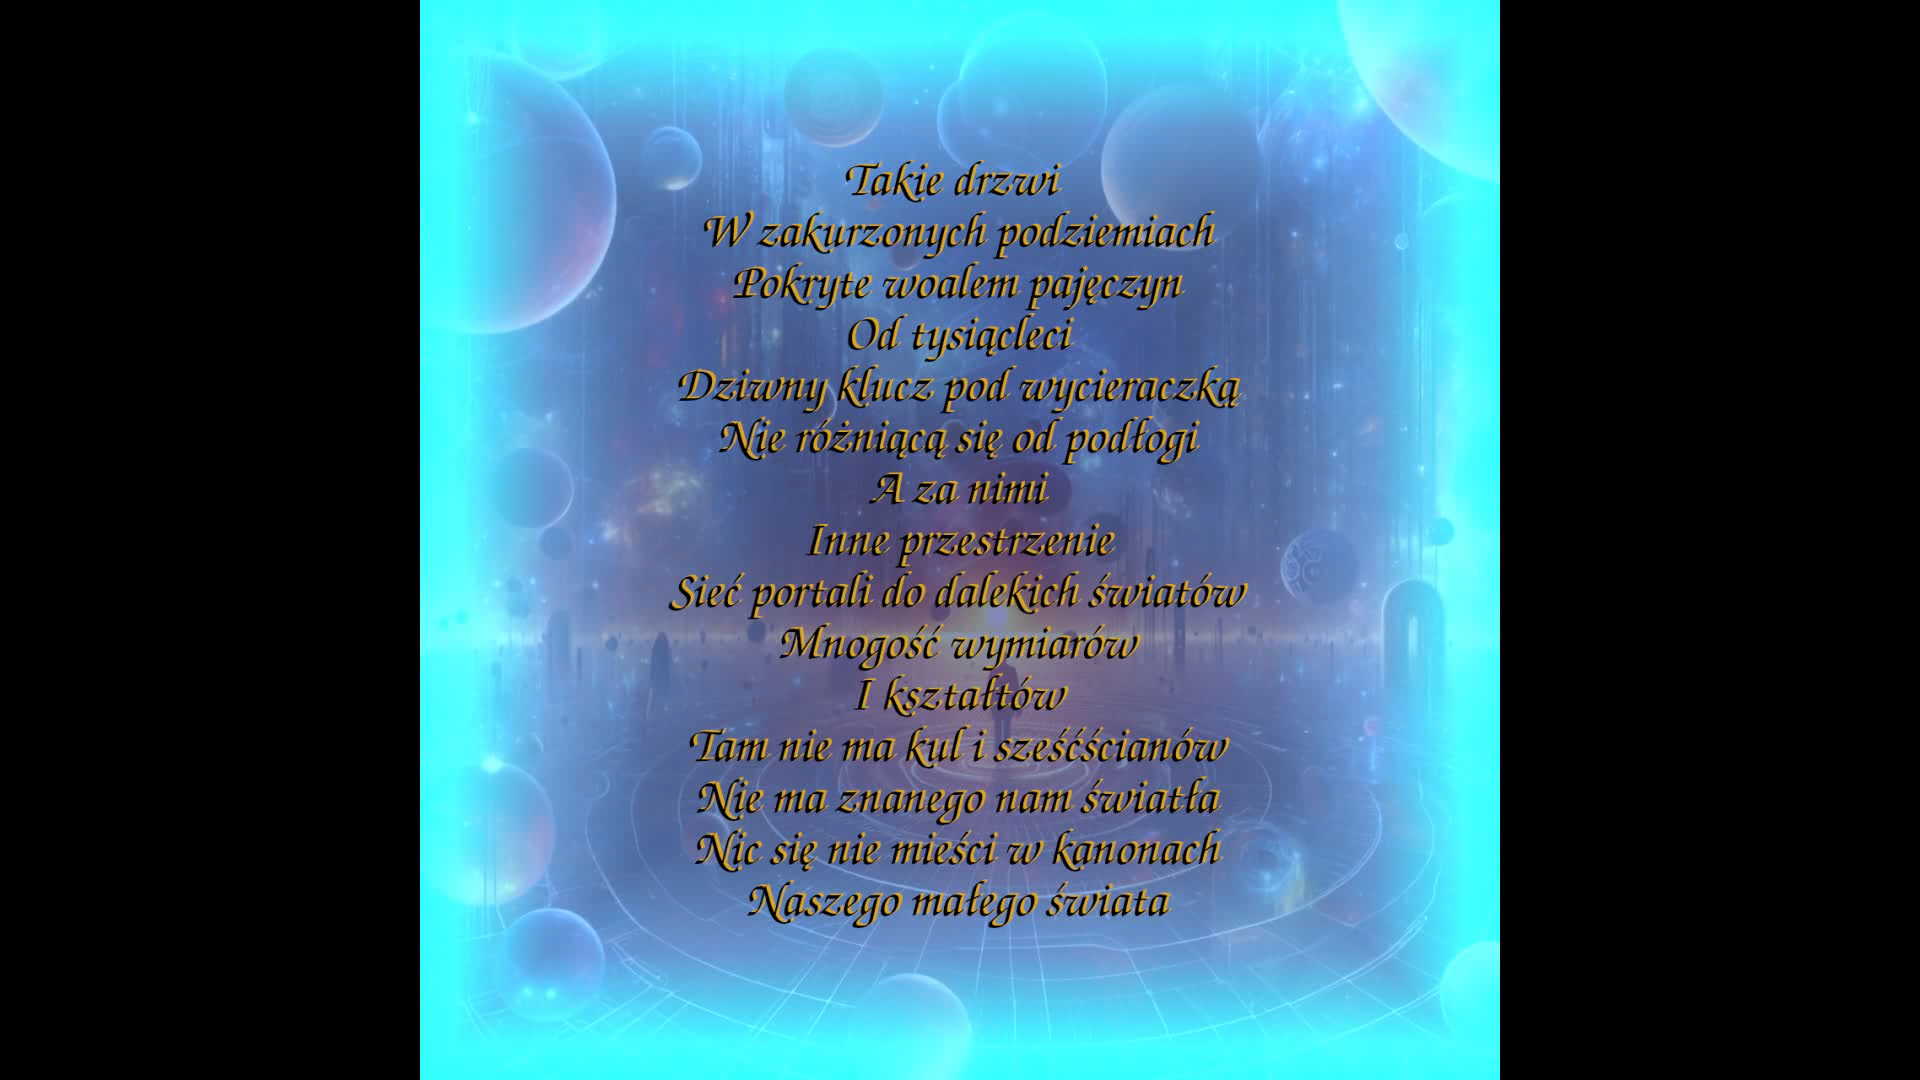 Takie drzwi
W zakurzonych podziemiach
Pokryte woalem pajęczyn
Od tysiącleci
Dziwny klucz pod wycieraczką
Nie różniącą się od podłogi
A za nimi
Inne przestrzenie
Sieć portali do dalekich światów
Mnogość wymiarów
I kształtów
Tam nie ma kul i sześćścianów
Nie ma znanego nam światła
Nic się nie mieści w kanonach
Naszego małego świata